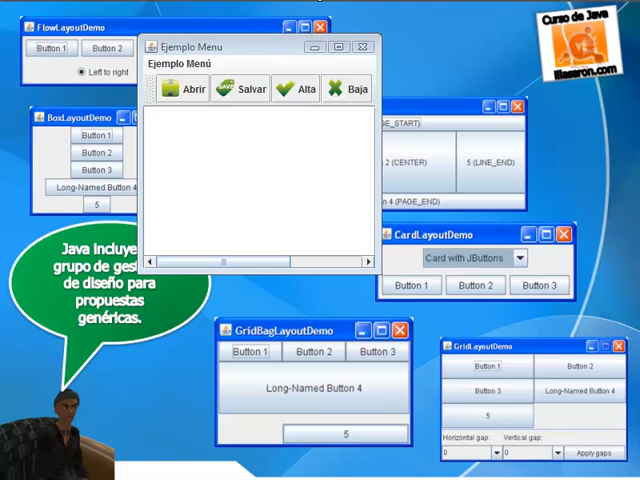 FlowLayoutDemo
Button 1
Button 2
Left to right
Curso de Java
illasaron.com
Ejemplo Menu
Ejemplo Menú
Abrir
SAVE
Salvar
Alta
Baja
BoxLayoutDemo
Button 1
Button 2
Button 3
Long-Named Button 4
5
GE_START)
2 (CENTER)
5 (LINE_END)
n 4 (PAGE_END)
CardLayoutDemo
Card with JButtons
Button 1
Button 2
Button 3
Java incluye
grupo de gest
de diseño para
propuestas
genéricas.
GridBagLayoutDemo
Button 1
Button 2
Button 3
Long-Named Button 4
5
GridLayoutDemo
Button 1
Button 2
Button 3
Long-Named Button 4
5
Horizontal gap:
Vertical gap:
0
0
Apply gaps